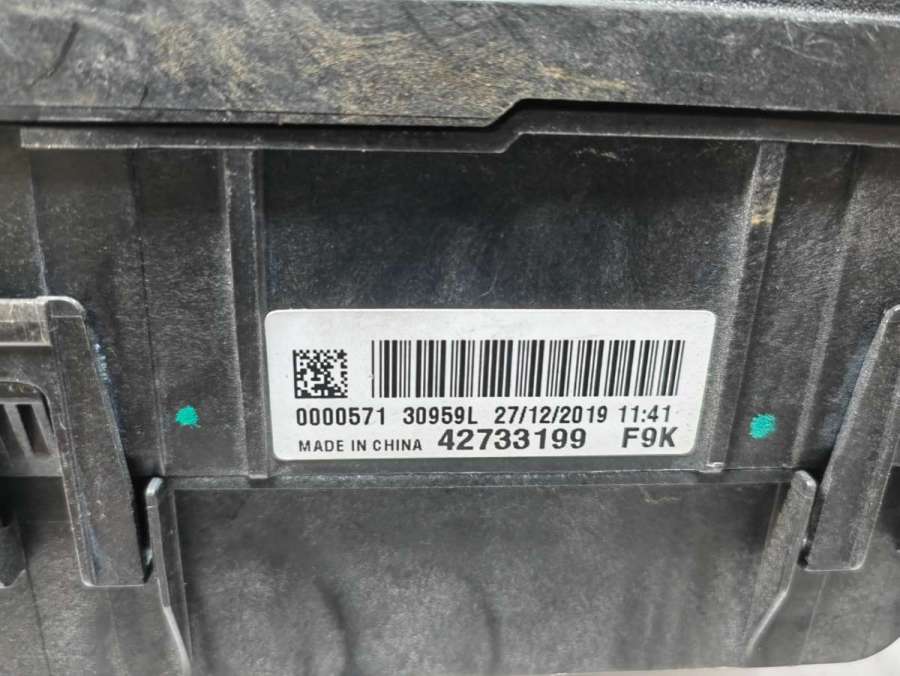 0000571 30959L 27/12/2019 11:41
MADE IN CHINA 42733199 F9K